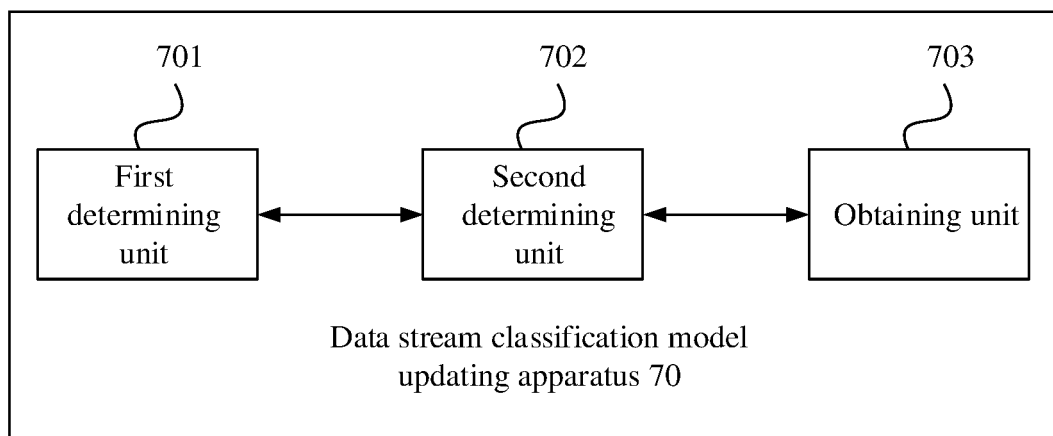 701
702
703
First
determining
unit
Second
determining
unit
Obtaining unit
Data stream classification model
updating apparatus 70